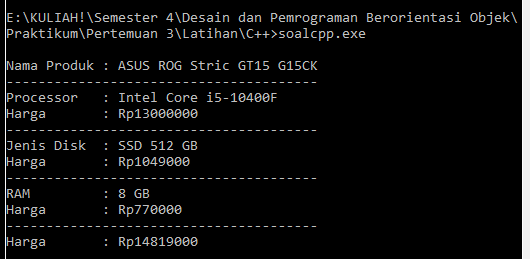 E:\KULIAH!\Semester 4\Desain dan Pemrograman Berorientasi Objek\
Praktikum\Pertemuan 3\Latihan\C++>soalcpp.exe
Nama Produk : ASUS ROG Stric GT15 G15CK
---------------------------------------
Processor   : Intel Core i5-10400F
Harga       : Rp13000000
---------------------------------------
Jenis Disk  : SSD 512 GB
Harga       : Rp1049000
---------------------------------------
RAM         : 8 GB
Harga       : Rp770000
---------------------------------------
Harga       : Rp14819000